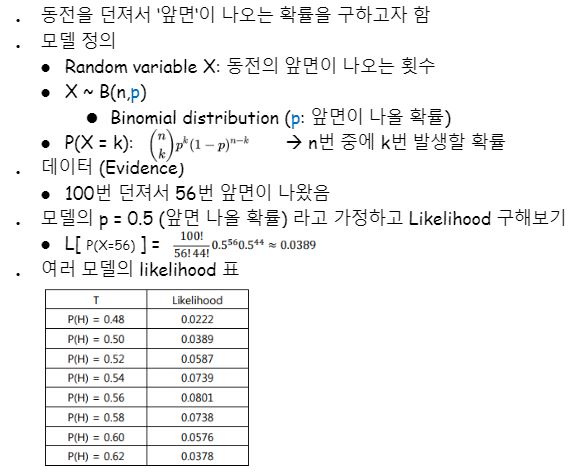 . 동전을 던져서 '앞면'이 나오는 확률을 구하고자 함
. 모델 정의
• Random variable X: 동전의 앞면이 나오는 횟수
• X ~ B(n,p)
• Binomial distribution (p: 앞면이 나올 확률)
• P(X = k): (n k) p^k(1 − p)^{n−k} → n번 중에 k번 발생할 확률
. 데이터 (Evidence)
• 100번 던져서 56번 앞면이 나왔음
. 모델의 p = 0.5 (앞면 나올 확률) 라고 가정하고 Likelihood 구해보기
• L[ P(X=56) ] = 100!/56!44! 0.5^56 0.5^44 ≈ 0.0389
. 여러 모델의 likelihood 표
T Likelihood
P(H) = 0.48 0.0222
P(H) = 0.50 0.0389
P(H) = 0.52 0.0587
P(H) = 0.54 0.0739
P(H) = 0.56 0.0801
P(H) = 0.58 0.0738
P(H) = 0.60 0.0576
P(H) = 0.62 0.0378